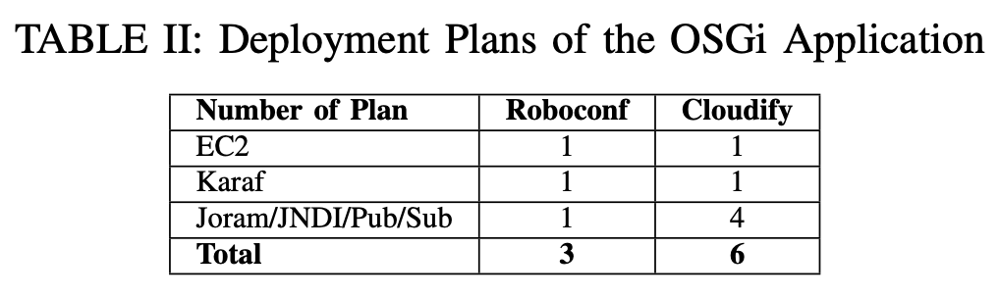 TABLE II: Deployment Plans of the OSGi Application
Number of Plan Roboconf Cloudify
EC2 1 1
Karaf 1 1
Joram/JNDI/Pub/Sub 1 4
Total 3 6